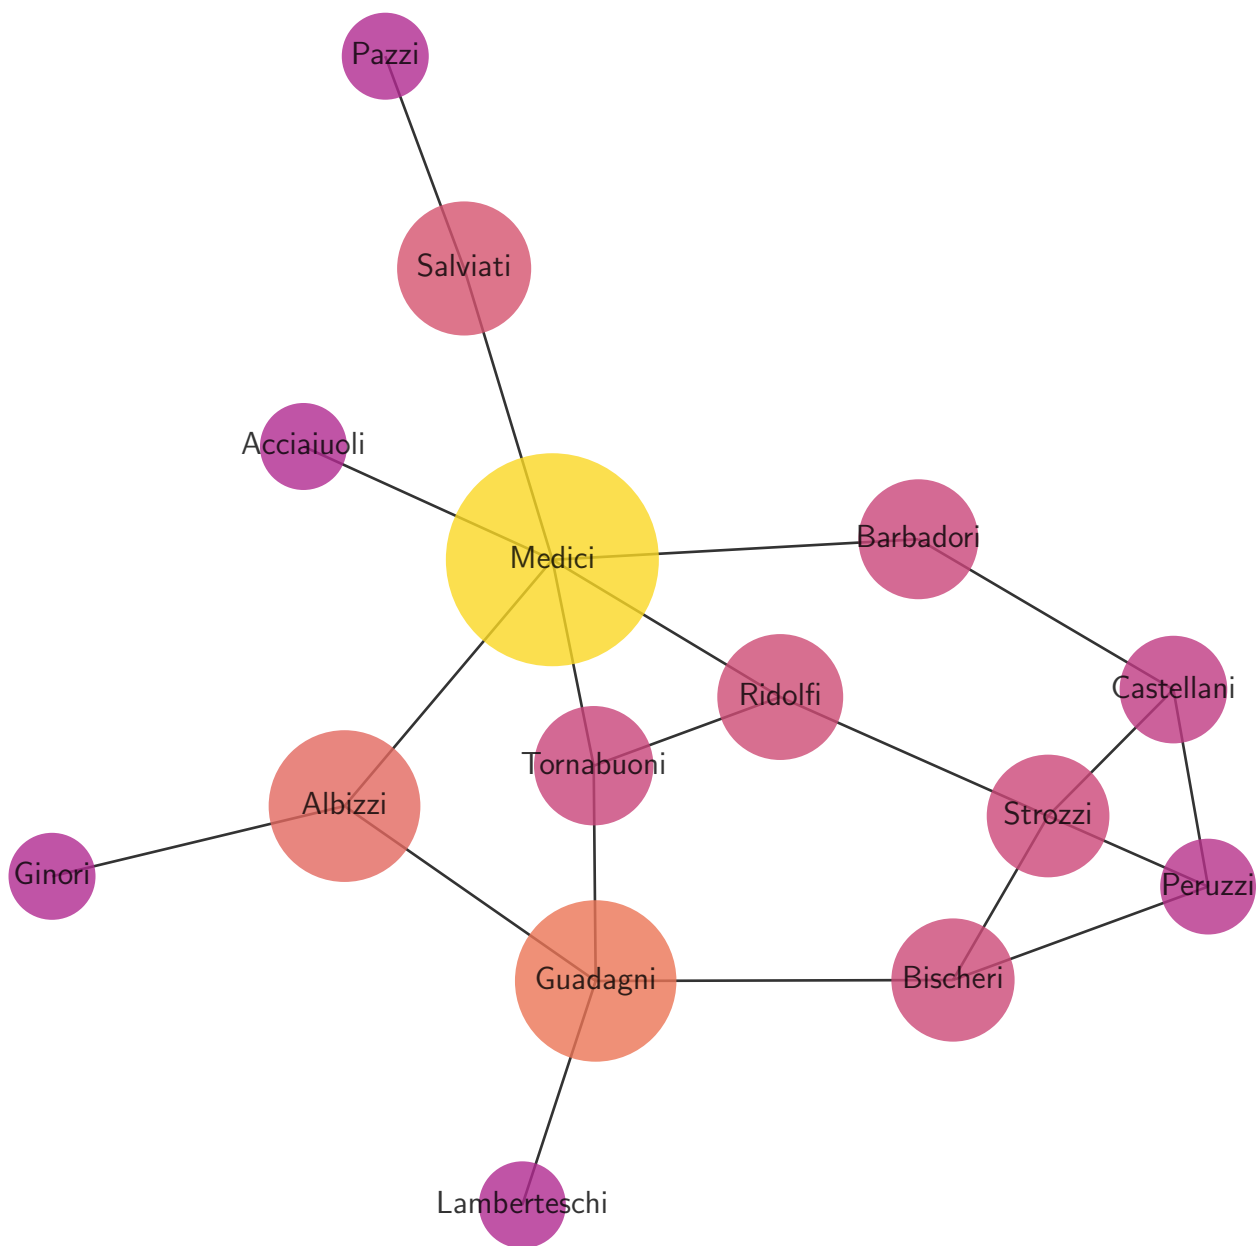 Pazzi
Salviati
Acciaiuoli
Barbadori
Medici
Castellani
Ridolfi
Tornabuoni
Albizzi
Strozzi
Ginori
Peruzzi
Guadagni
Bischeri
Lamberteschi